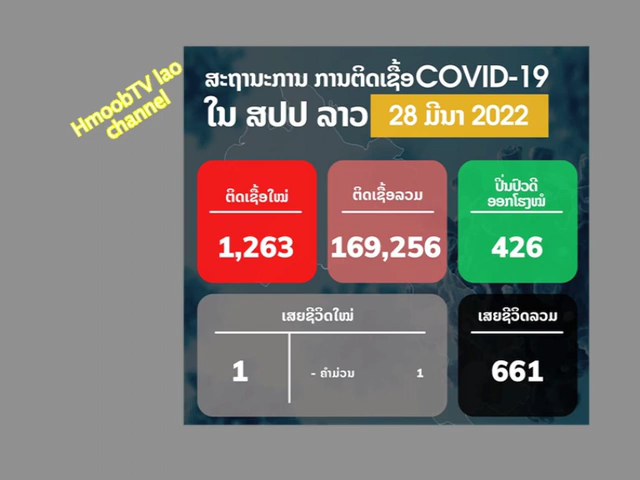 HmoobTV lao
channel
ສະຖານະການ ການຕິດເຊື້ອCOVID-19
ໃນ ສປປ ລາວ 28 ມີນາ 2022
ຕິດເຊື້ອໃໝ່
1,263
ຕິດເຊື້ອລວມ
169,256
ປິ່ນປົວດີ
ອອກໂຮງໝໍ
426
ເສຍຊີວິດໃໝ່
1
- ຄໍາມ່ວນ 1
ເສຍຊີວິດລວມ
661